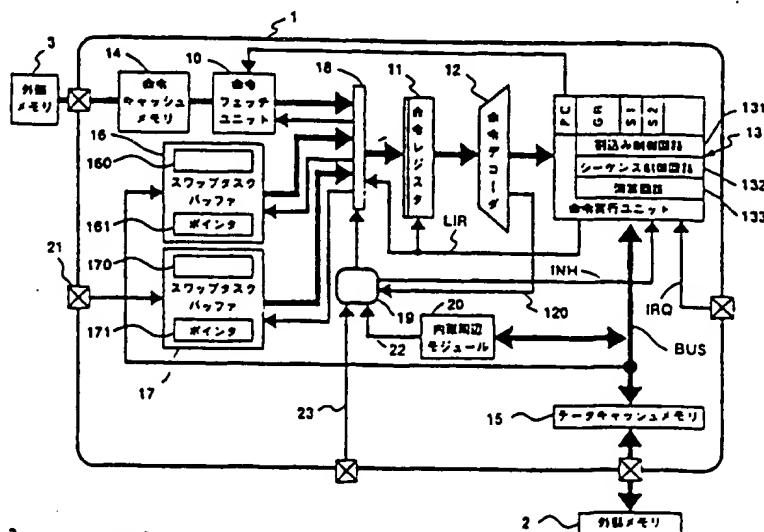 1
3
14
10
18
11
12
外部
メモリ
命令
キャッシュ
メモリ
命令
フェッチ
ユニット
命令レジスタ
命令デコーダ
PC
GR
S1
S2
131
割込み制御回路
13
シーケンス制御回路
132
演算回路
133
命令実行ユニット
16
160
スワップタスク
バッファ
161
ポインタ
LIR
21
170
スワップタスク
バッファ
171
ポインタ
17
INH
120
IRQ
19
20
内蔵周辺
モジュール
22
BUS
23
15
データキャッシュメモリ
2
外部メモリ